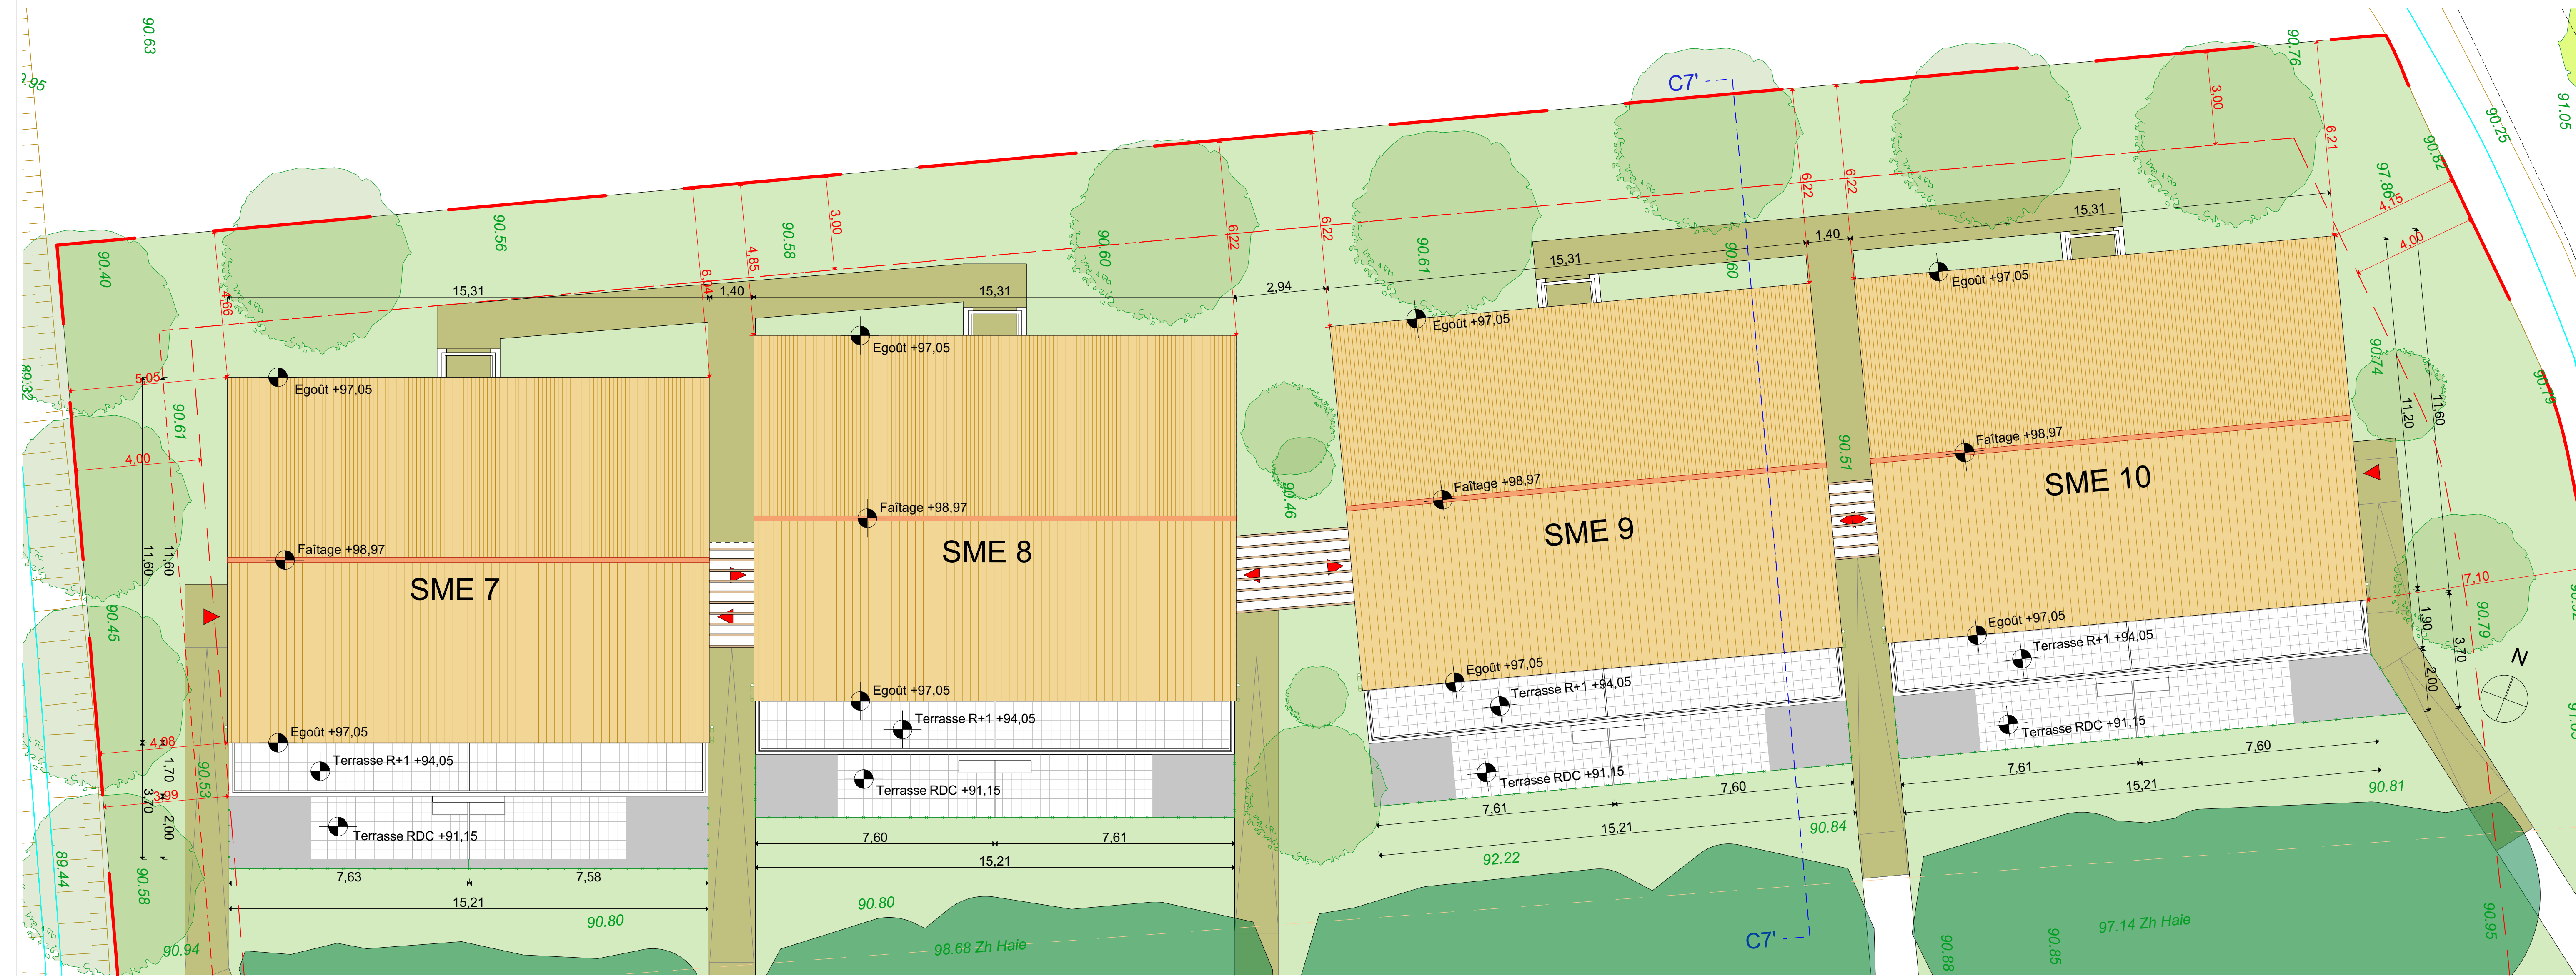 90.63
90.76
C7'
3,00
91.05
90.25
6,21
90.82
97.86
4,15
4,00
90.40
90.56
90.58
3,00
90.60
6,22
6,22
90.61
90.60
6,22
6,22
15,31
1,40
15,31
4,66
15,31
6,04
1,40
4,85
15,31
2,94
Egoût +97,05
Egoût +97,05
Egoût +97,05
Egoût +97,05
89.32
5,05
90.61
4,00
90.46
90.51
90.74
11,20
11,60
90.79
Faîtage +98,97
Faîtage +98,97
Faîtage +98,97
Faîtage +98,97
SME 7
SME 8
SME 9
SME 10
11,60
11,60
90.45
7,10
90.79
1,90
3,70
2,00
N
Egoût +97,05
Egoût +97,05
Egoût +97,05
Egoût +97,05
Terrasse R+1 +94,05
Terrasse R+1 +94,05
Terrasse R+1 +94,05
Terrasse R+1 +94,05
4,98
90.53
1,70
3,99
3,70
2,00
Terrasse RDC +91,15
Terrasse RDC +91,15
Terrasse RDC +91,15
Terrasse RDC +91,15
89.44
90.58
7,63
7,58
15,21
7,60
7,61
15,21
7,61
7,60
15,21
7,61
7,60
15,21
90.81
90.84
92.22
90.80
90.80
90.94
98.68 Zh Haie
C7'
97.14 Zh Haie
90.88
90.85
90.95